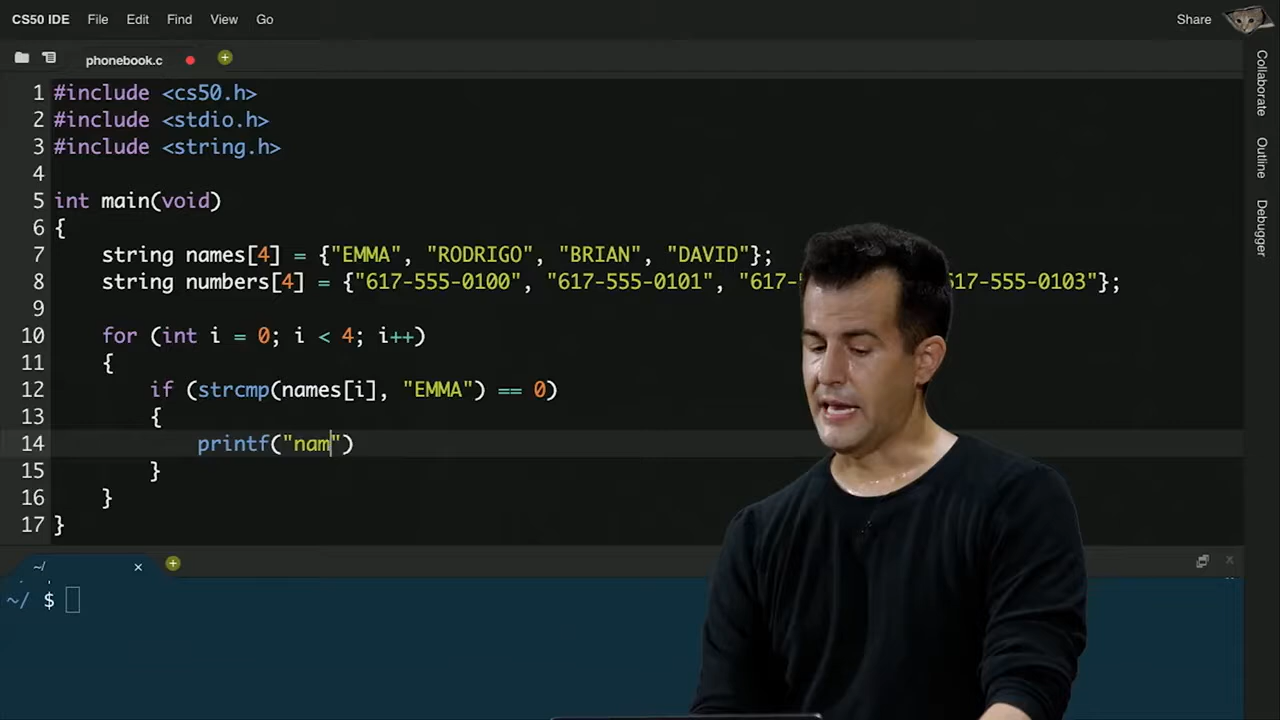 CS50 IDE File Edit View Find Go Share
phonebook.c
1 #include <cs50.h>
2 #include <stdio.h>
3 #include <string.h>
4
5 int main(void)
6 {
7 string names[4] = {"EMMA", "RODRIGO", "BRIAN", "DAVID"};
8 string numbers[4] = {"617-555-0100", "617-555-0101", "617- 17-555-0103"};
9
10 for (int i = 0; i < 4; i++)
11 {
12 if (strcmp(names[i], "EMMA") == 0)
13 {
14 printf("nam")
15 }
16 }
17 }
~/
~/ $
Collaborate
Outline
Debugger